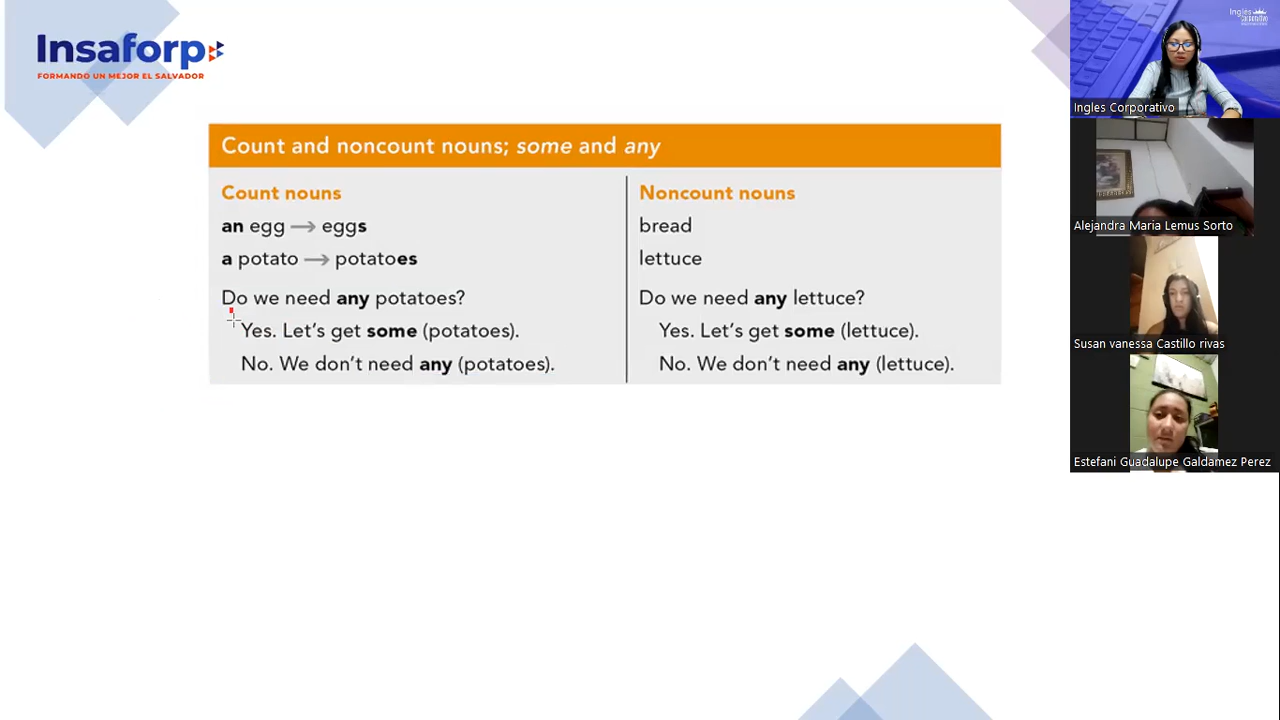 Insaforp
FORMANDO UN MEJOR EL SALVADOR
Count and noncount nouns; some and any
Count nouns
an egg → eggs
a potato → potatoes
Do we need any potatoes?
Yes. Let's get some (potatoes).
No. We don't need any (potatoes).
Noncount nouns
bread
lettuce
Do we need any lettuce?
Yes. Let's get some (lettuce).
No. We don't need any (lettuce).
Inglés
Ingles Corporativo
Alejandra Maria Lemus Sorto
Susan vanessa Castillo rivas
Estefani Guadalupe Galdamez Perez